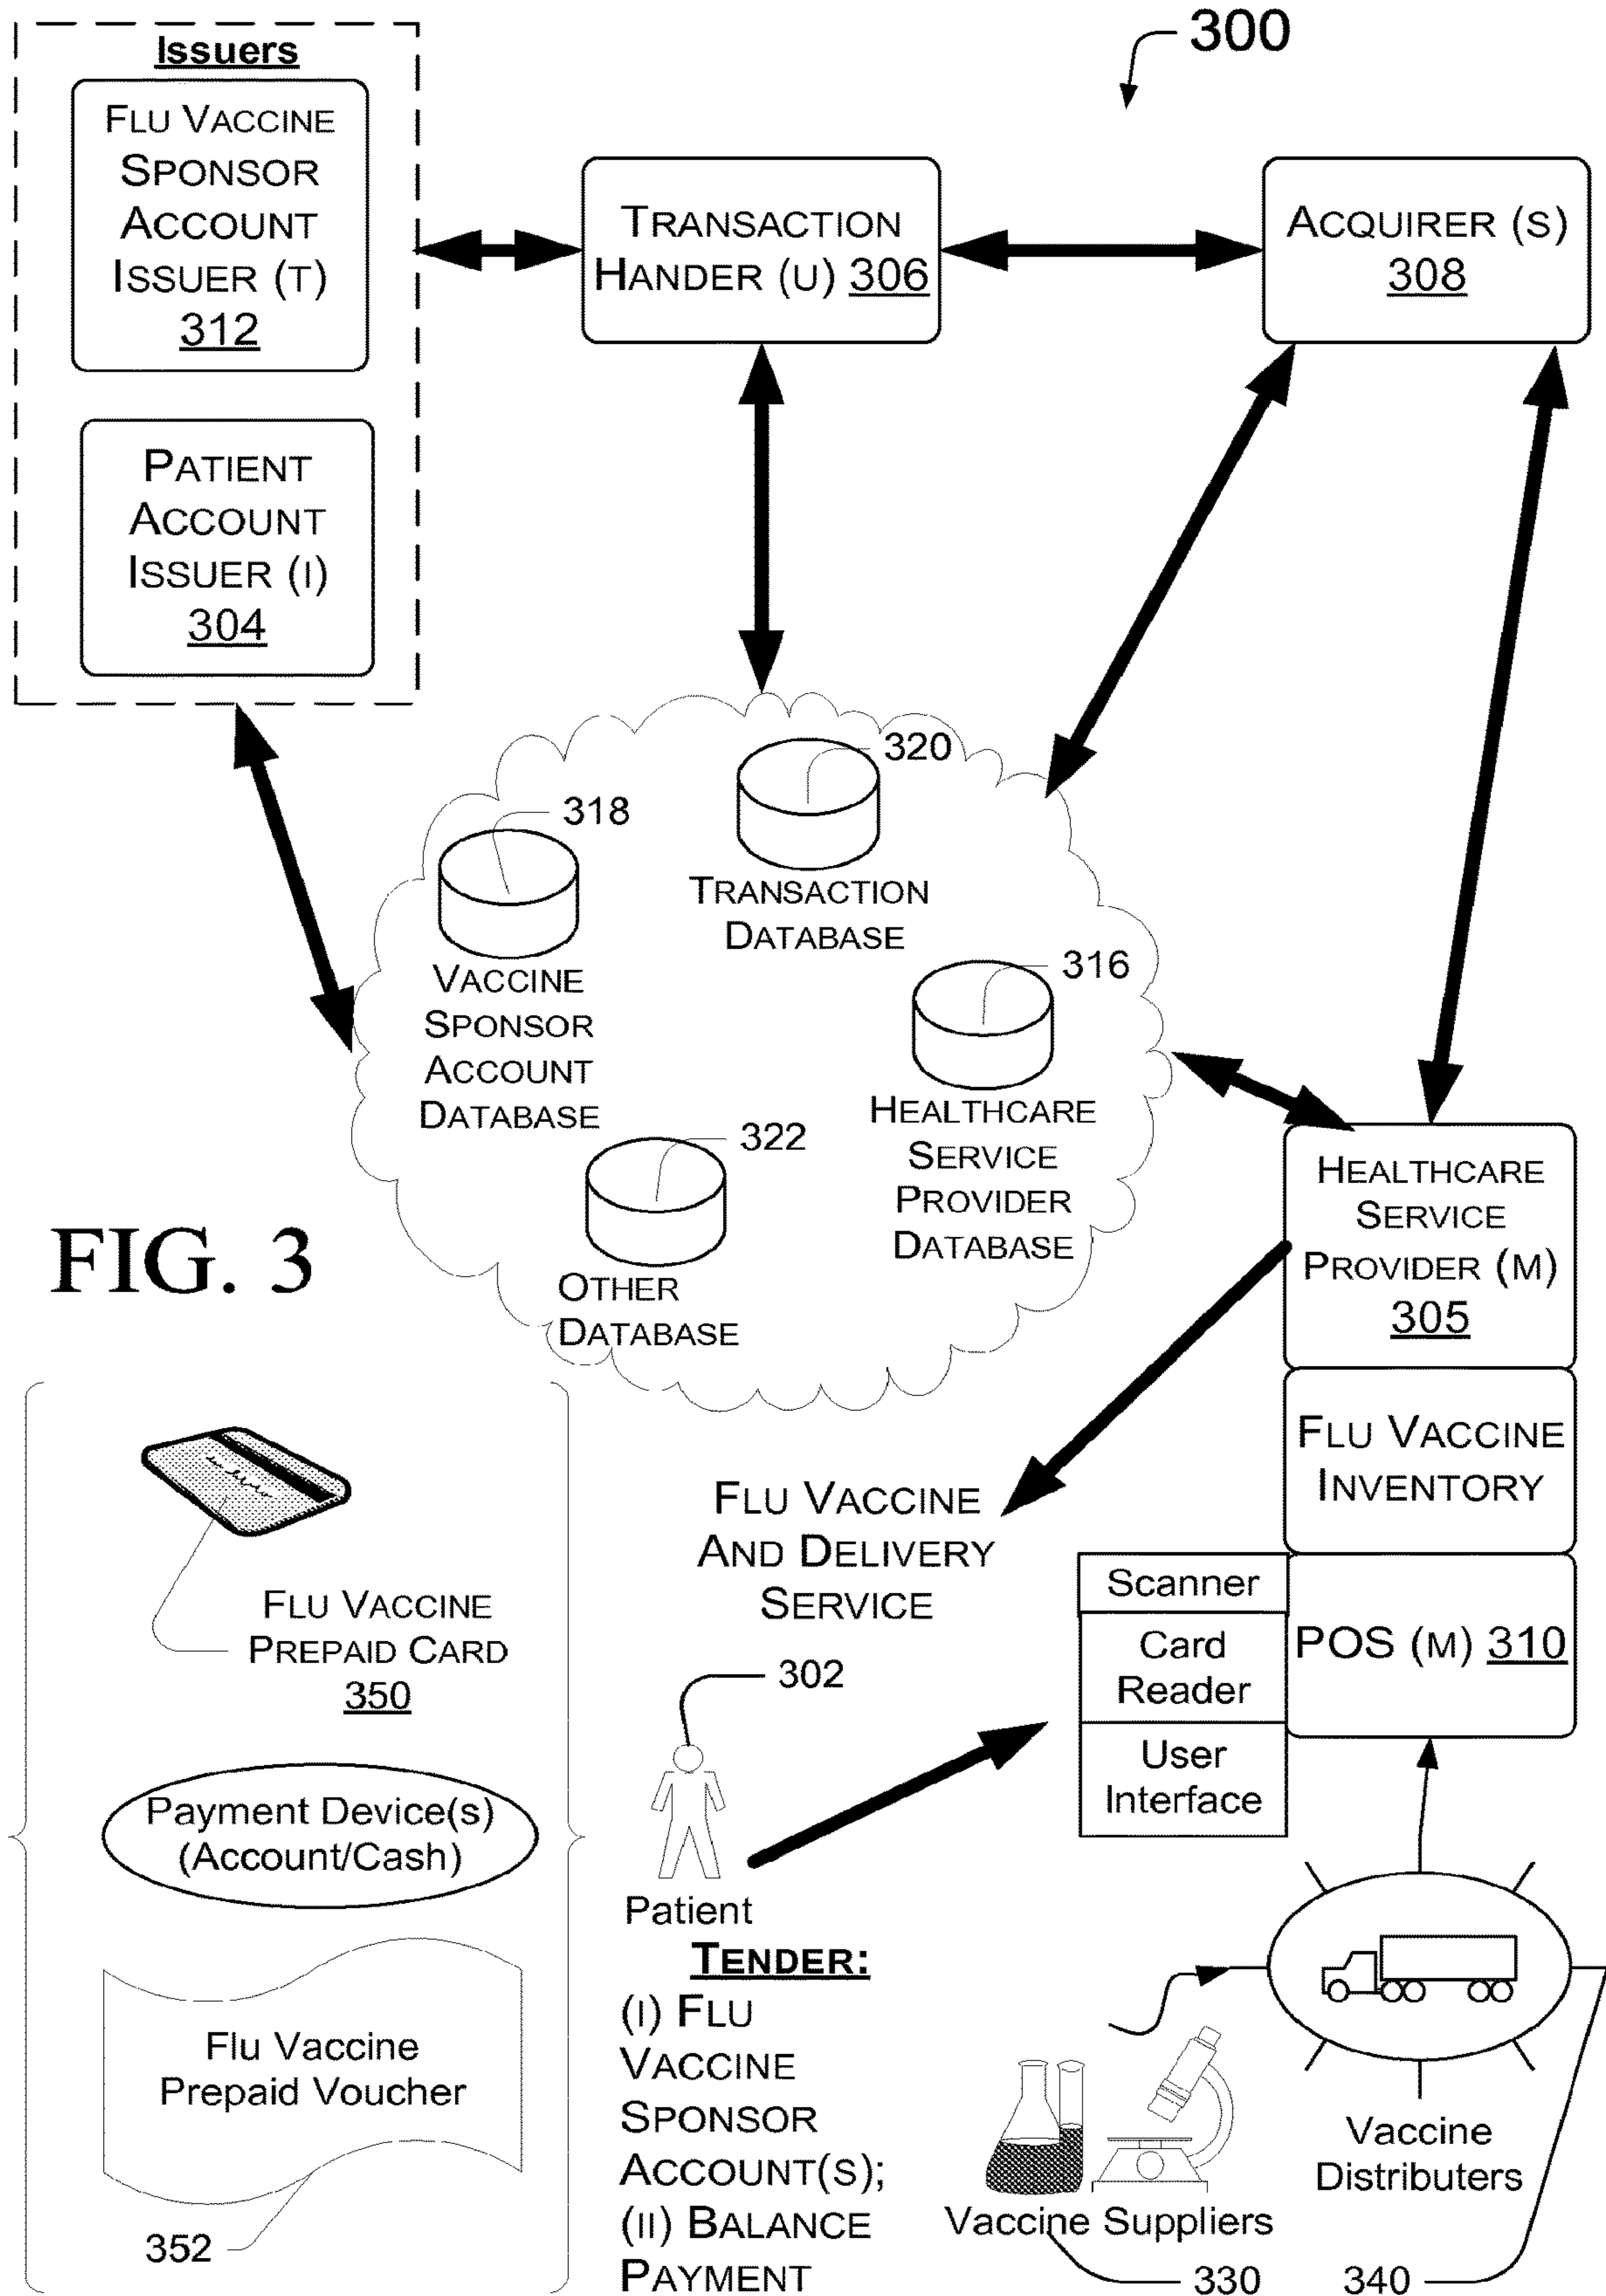 300
Issuers
FLU VACCINE
SPONSOR
ACCOUNT
ISSUER (T)
312
PATIENT
ACCOUNT
ISSUER (I)
304
TRANSACTION
HANDER (U) 306
ACQUIRER (S)
308
320
TRANSACTION
DATABASE
318
VACCINE
SPONSOR
ACCOUNT
DATABASE
316
HEALTHCARE
SERVICE
PROVIDER
DATABASE
322
OTHER
DATABASE
FIG. 3
HEALTHCARE
SERVICE
PROVIDER (M)
305
FLU VACCINE
INVENTORY
POS (M) 310
Scanner
Card
Reader
User
Interface
FLU VACCINE
AND DELIVERY
SERVICE
FLU VACCINE
PREPAID CARD
350
Payment Device(s)
(Account/Cash)
Flu Vaccine
Prepaid Voucher
352
302
Patient
TENDER:
(I) FLU
VACCINE
SPONSOR
ACCOUNT(S);
(II) BALANCE
PAYMENT
Vaccine Suppliers
330
Vaccine
Distributers
340